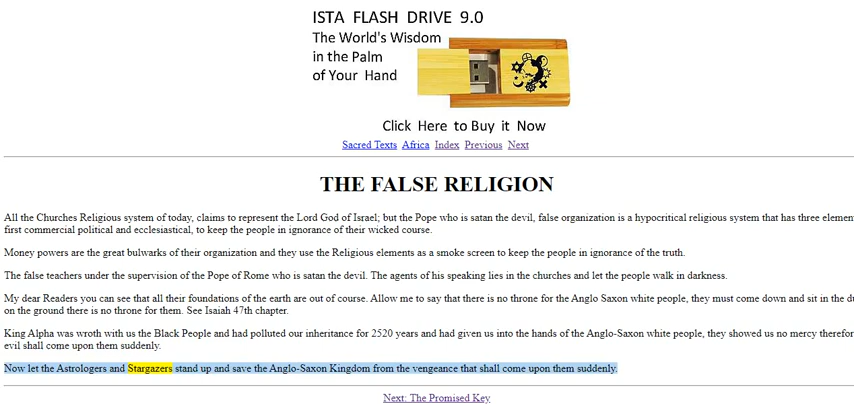 ISTA FLASH DRIVE 9.0
The World's Wisdom
in the Palm
of Your Hand
Click Here to Buy it Now
Sacred Texts Africa Index Previous Next
THE FALSE RELIGION
All the Churches Religious system of today, claims to represent the Lord God of Israel; but the Pope who is satan the devil, false organization is a hypocritical religious system that has three elemen
first commercial political and ecclesiastical, to keep the people in ignorance of their wicked course.
Money powers are the great bulwarks of their organization and they use the Religious elements as a smoke screen to keep the people in ignorance of the truth.
The false teachers under the supervision of the Pope of Rome who is satan the devil. The agents of his speaking lies in the churches and let the people walk in darkness.
My dear Readers you can see that all their foundations of the earth are out of course. Allow me to say that there is no throne for the Anglo Saxon white people, they must come down and sit in the du
on the ground there is no throne for them. See Isaiah 47th chapter.
King Alpha was wroth with us the Black People and had polluted our inheritance for 2520 years and had given us into the hands of the Anglo-Saxon white people, they showed us no mercy therefor
evil shall come upon them suddenly.
Now let the Astrologers and Stargazers stand up and save the Anglo-Saxon Kingdom from the vengeance that shall come upon them suddenly.
Next: The Promised Key